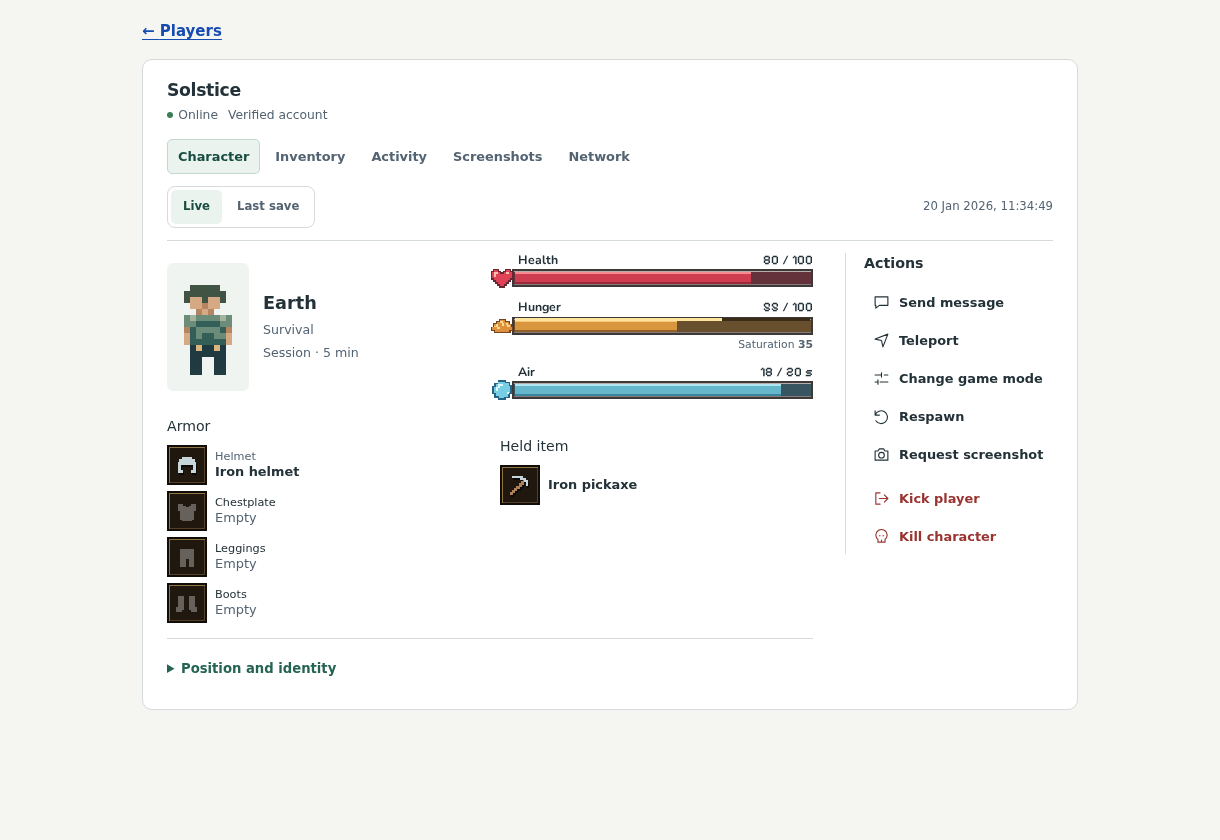 ← Players
Solstice
Online Verified account
Character Inventory Activity Screenshots Network
Live Last save
20 Jan 2026, 11:34:49
Earth
Survival
Session · 5 min
Health 80 / 100
Hunger 55 / 100
Saturation 35
Air 18 / 20 s
Armor
Helmet
Iron helmet
Chestplate
Empty
Leggings
Empty
Boots
Empty
Held item
Iron pickaxe
Actions
Send message
Teleport
Change game mode
Respawn
Request screenshot
Kick player
Kill character
Position and identity